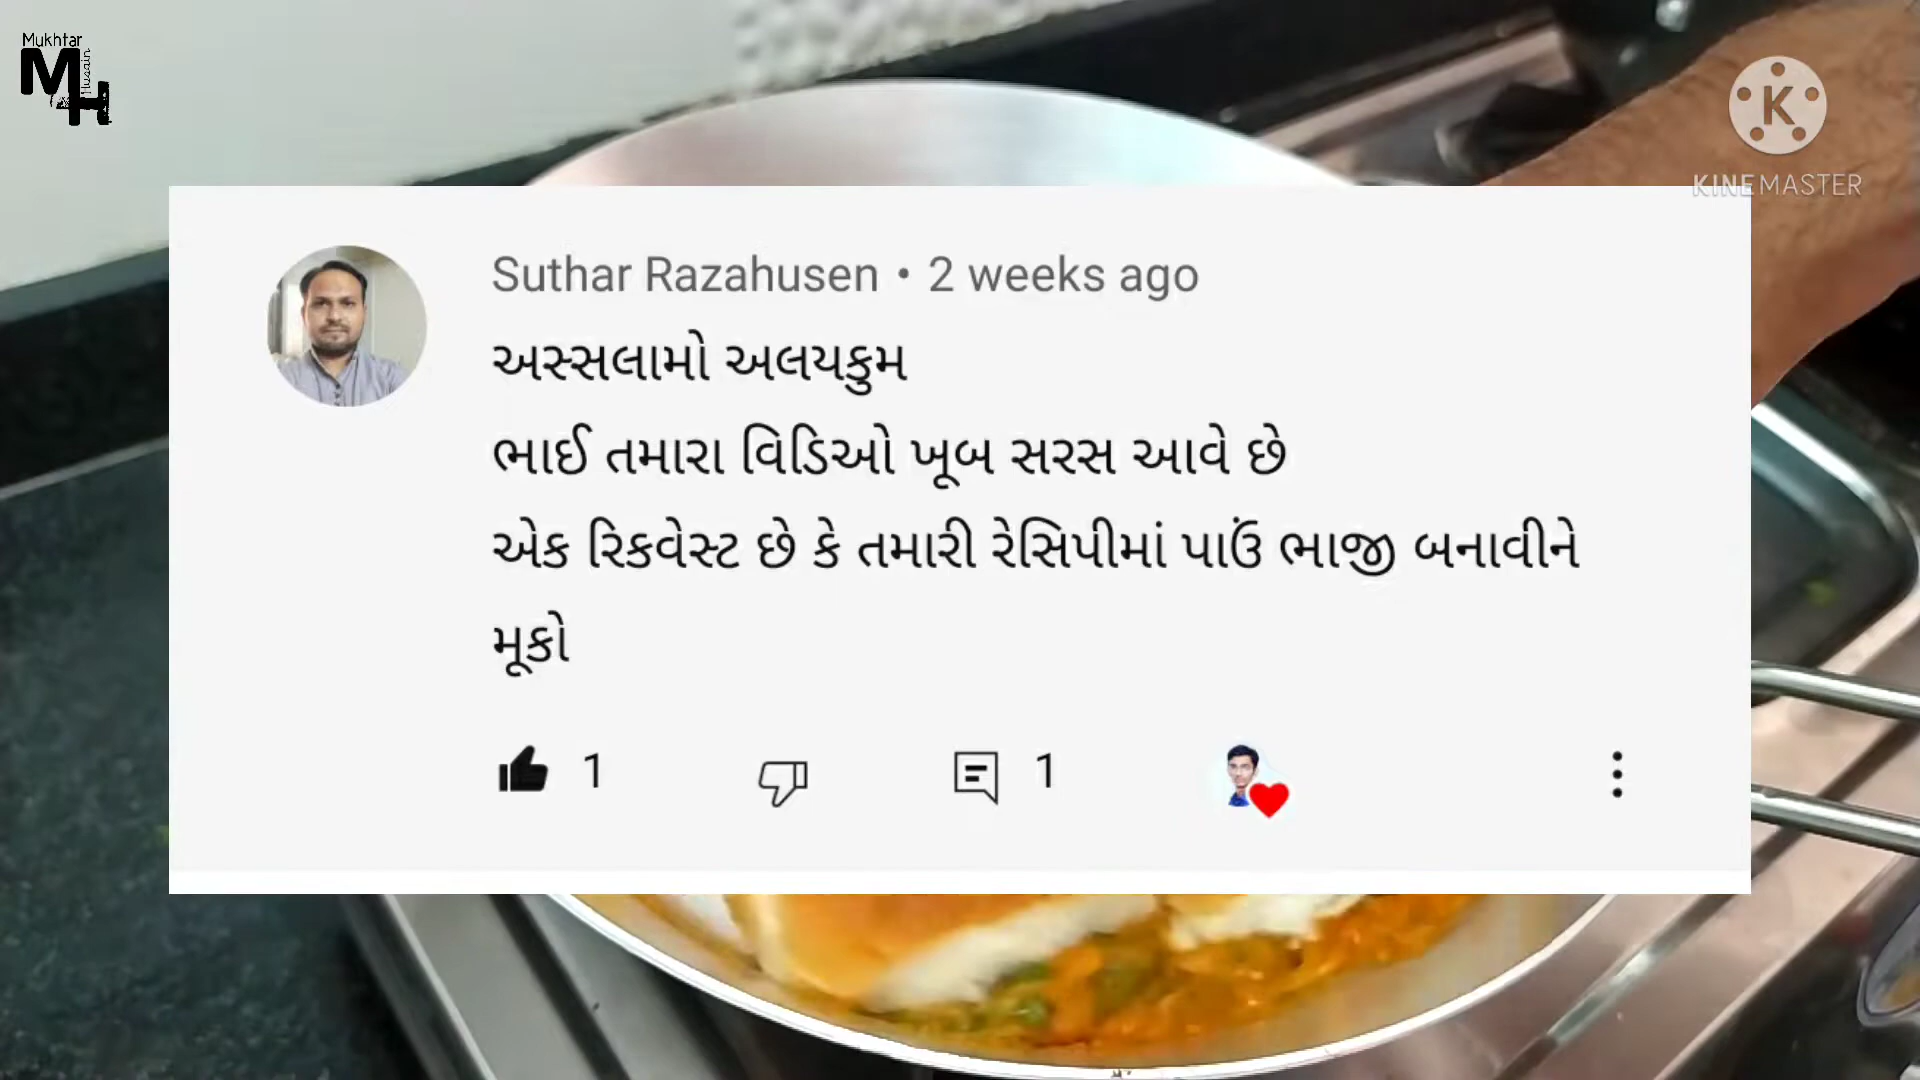 Mukhtar
MH
Husain
K
KINEMASTER
Suthar Razahusen • 2 weeks ago
અસ્સલામો અલયકુમ
ભાઈ તમારા વિડિઓ ખૂબ સરસ આવે છે
એક રિકવેસ્ટ છે કે તમારી રેસિપીમાં પાઉં ભાજી બનાવીને
મૂકો
1
1